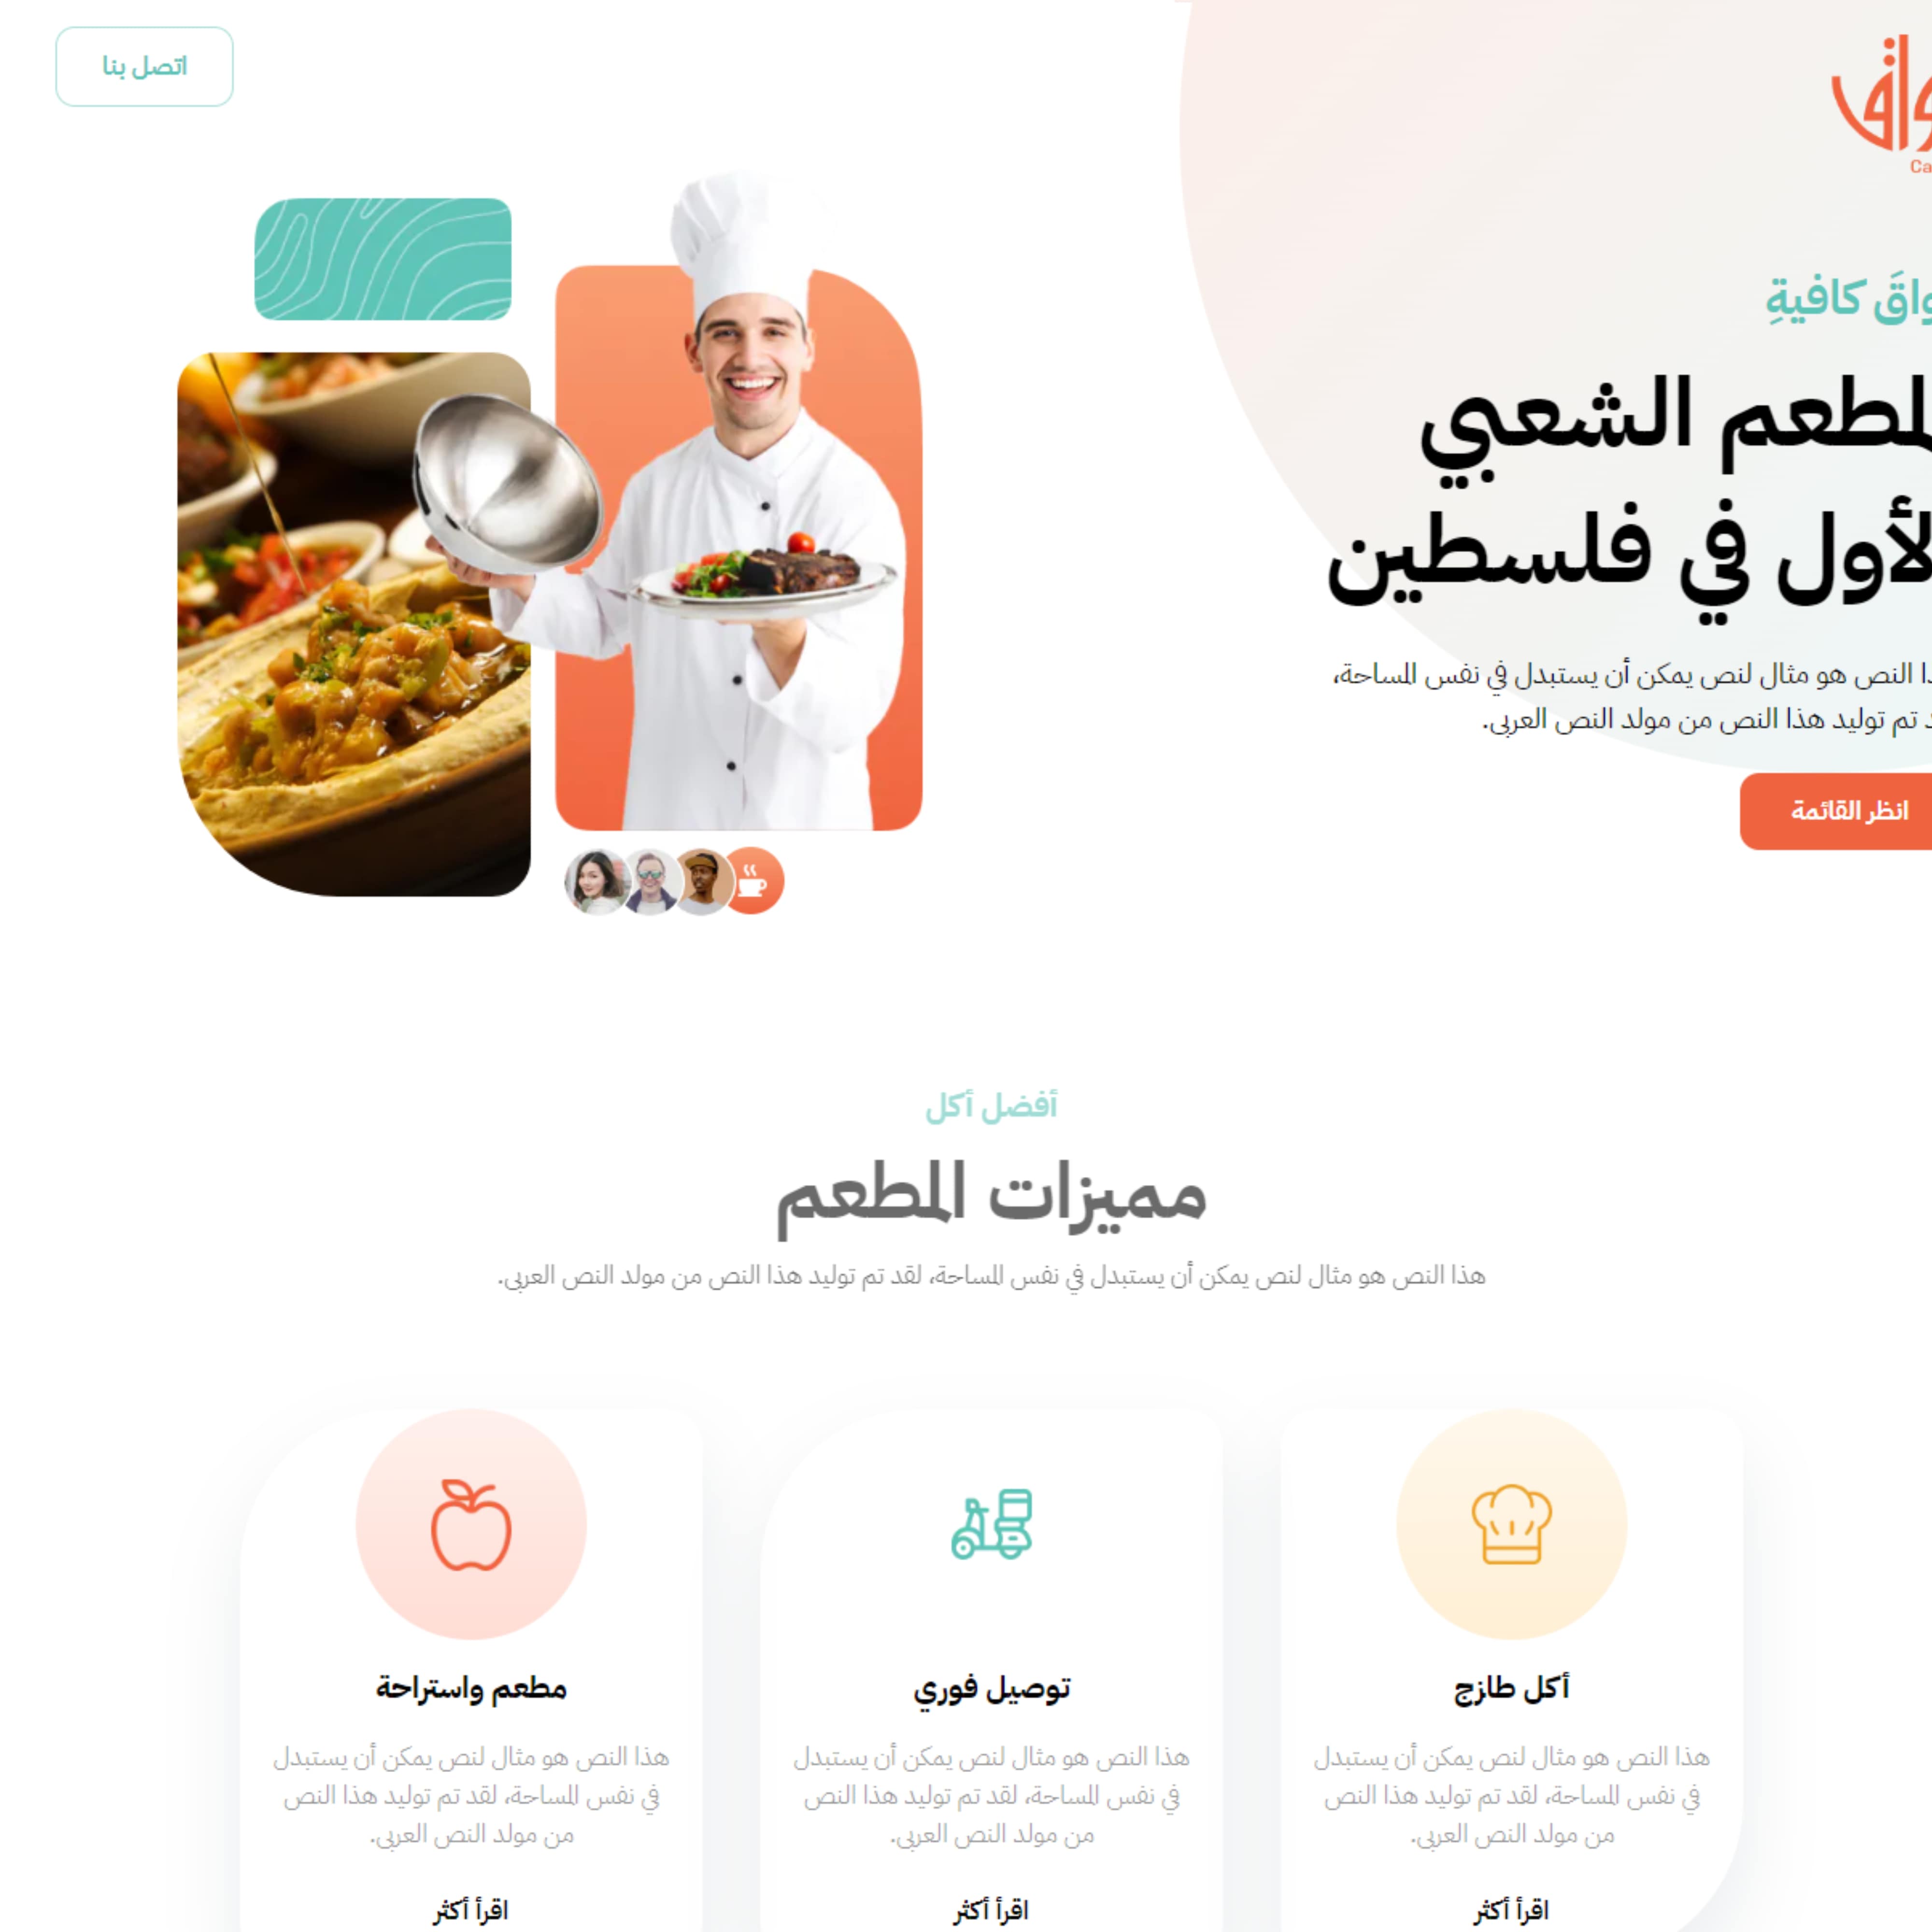 اتصل بنا
كافيةِ
الشعبي
في فلسطين
النص هو مثال لنص يمكن أن يستبدل في نفس المساحة،
تم توليد هذا النص من مولد النص العربى.
انظر القائمة
أفضل أكل
مميزات المطعم
هذا النص هو مثال لنص يمكن أن يستبدل في نفس المساحة، لقد تم توليد هذا النص من مولد النص العربى.
أكل طازج
هذا النص هو مثال لنص يمكن أن يستبدل
في نفس المساحة، لقد تم توليد هذا النص
من مولد النص العربى.
اقرأ أكثر
توصيل فوري
هذا النص هو مثال لنص يمكن أن يستبدل
في نفس المساحة، لقد تم توليد هذا النص
من مولد النص العربى.
اقرأ أكثر
مطعم واستراحة
هذا النص هو مثال لنص يمكن أن يستبدل
في نفس المساحة، لقد تم توليد هذا النص
من مولد النص العربى.
اقرأ أكثر